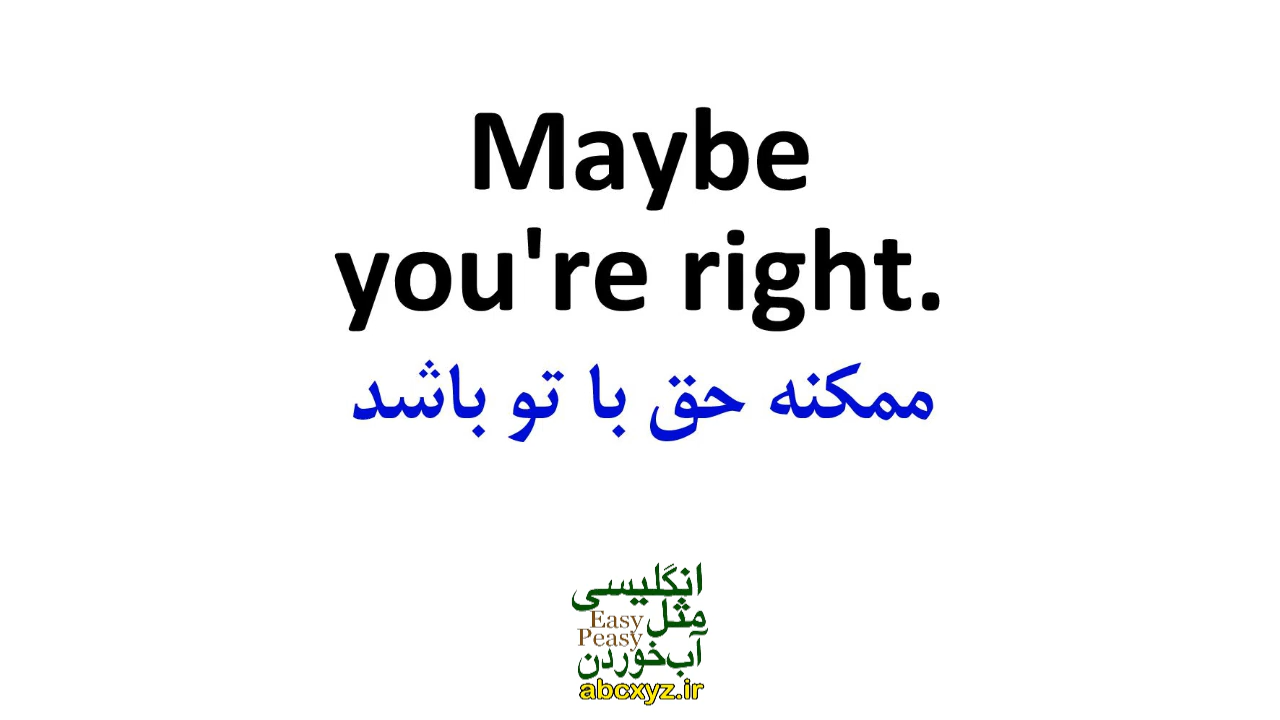 Maybe
you're right.
ممکنه حق با تو باشد
انگلیسی
مثل
Easy
Peasy
آب‌خوردن
abcxyz.ir